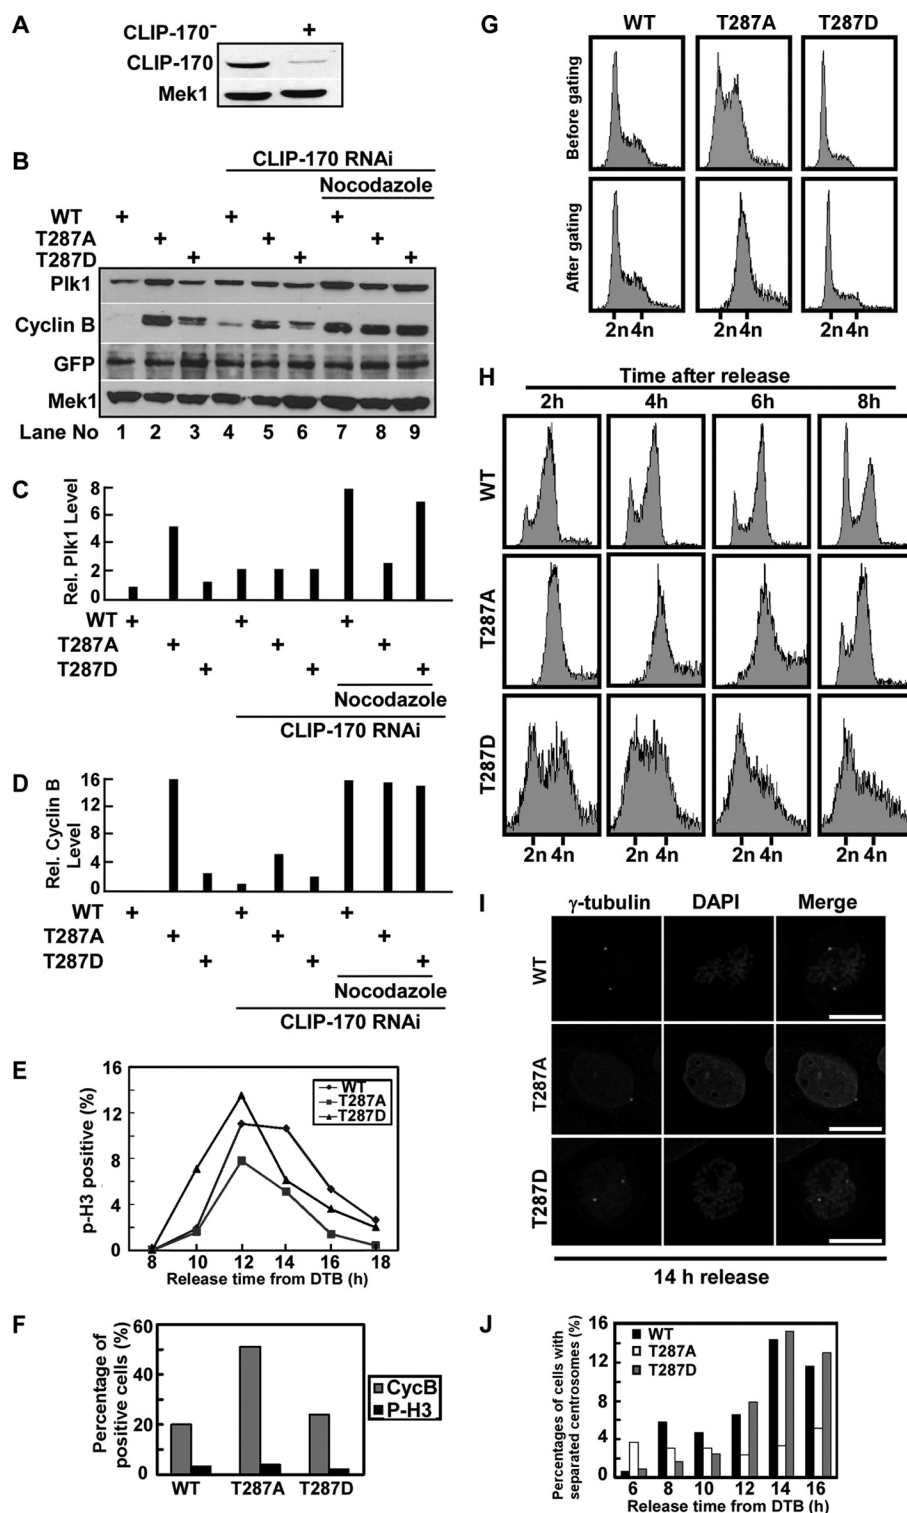 A
CLIP-170⁻ +
CLIP-170
Mek1
B
CLIP-170 RNAi
Nocodazole
WT + + +
T287A + + +
T287D + + +
Plk1
Cyclin B
GFP
Mek1
Lane No 1 2 3 4 5 6 7 8 9
C
Rel. Plk1 Level
8
6
4
2
0
WT + + +
T287A + + +
T287D + + +
Nocodazole
CLIP-170 RNAi
D
Rel. Cyclin B
Level
16
12
8
4
0
WT + + +
T287A + + +
T287D + + +
Nocodazole
CLIP-170 RNAi
E
p-H3 positive (%)
16
12
8
4
0
WT
T287A
T287D
8 10 12 14 16 18
Release time from DTB (h)
F
Percentage of
positive cells (%)
60
40
20
0
CycB
P-H3
WT T287A T287D
G
WT T287A T287D
Before gating
After gating
2n 4n 2n 4n 2n 4n
H
Time after release
2h 4h 6h 8h
WT
T287A
T287D
2n 4n 2n 4n 2n 4n 2n 4n
I
γ-tubulin DAPI Merge
WT
T287A
T287D
14 h release
J
Percentages of cells with
separated centrosomes (%)
16
12
8
4
0
WT
T287A
T287D
6 8 10 12 14 16
Release time from DTB (h)